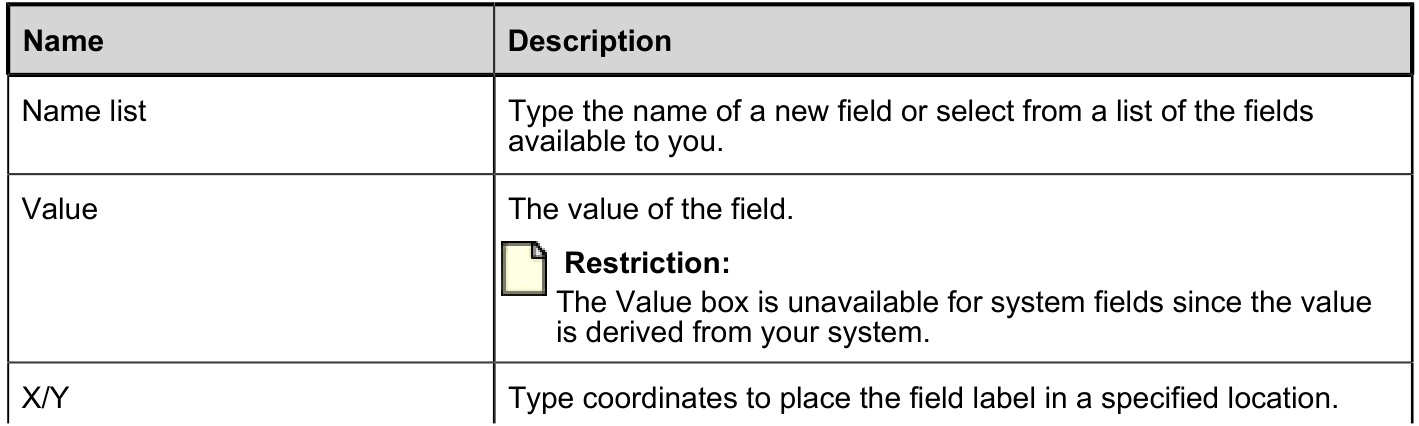 Name Description
Name list Type the name of a new field or select from a list of the fields
available to you.
Value The value of the field.
Restriction:
The Value box is unavailable for system fields since the value
is derived from your system.
X/Y Type coordinates to place the field label in a specified location.